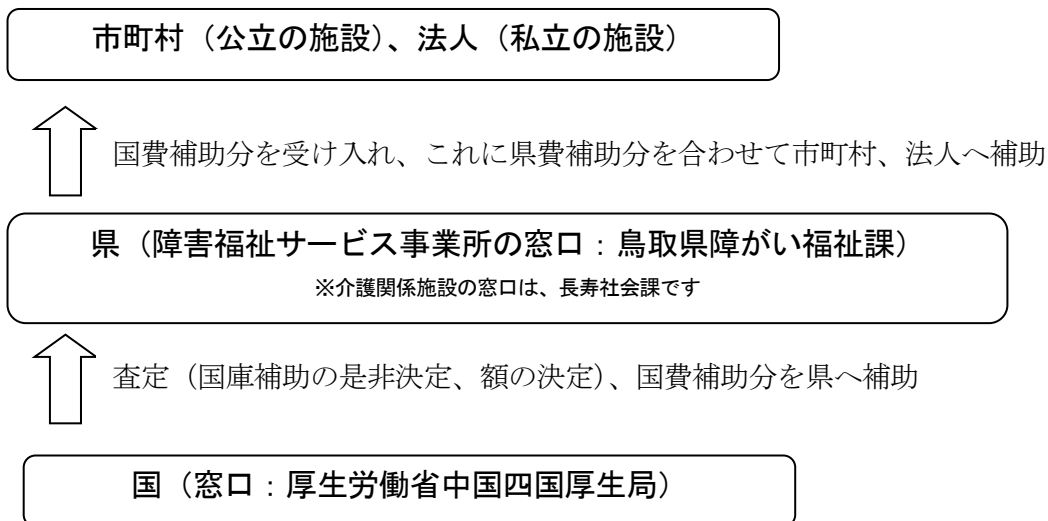 市町村（公立の施設）、法人（私立の施設）
国費補助分を受け入れ、これに県費補助分を合わせて市町村、法人へ補助
県（障害福祉サービス事業所の窓口：鳥取県障がい福祉課）
※介護関係施設の窓口は、長寿社会課です
査定（国庫補助の是非決定、額の決定）、国費補助分を県へ補助
国（窓口：厚生労働省中国四国厚生局）